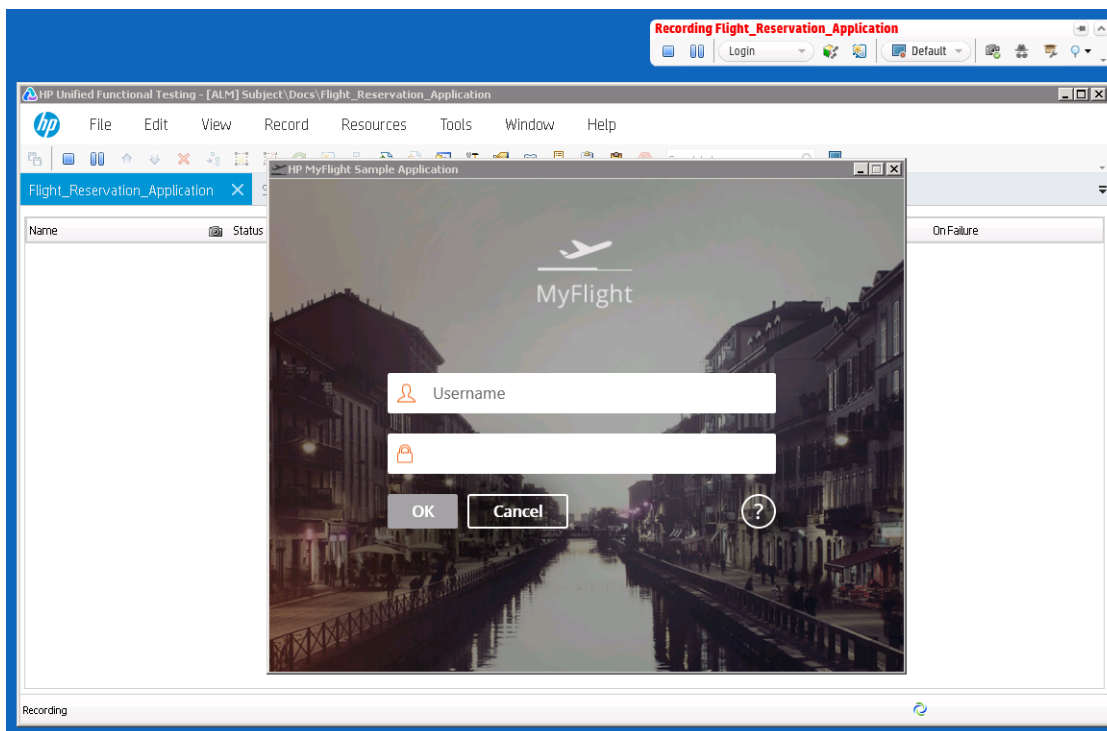 Recording Flight_Reservation_Application
Login
Default
HP Unified Functional Testing - [ALM] Subject\Docs\Flight_Reservation_Application
hp File Edit View Record Resources Tools Window Help
HP MyFlight Sample Application
Flight_Reservation_Application
Name Status On Failure
MyFlight
Username
OK Cancel ?
Recording